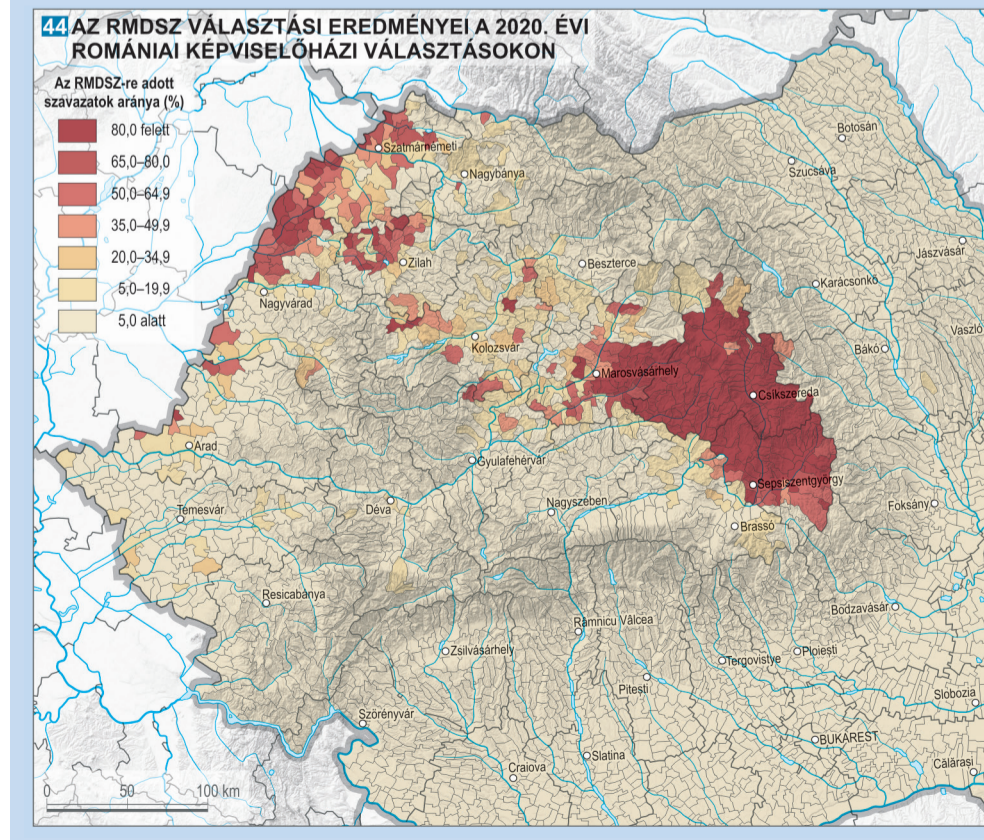 44 AZ RMDSZ VÁLASZTÁSI EREDMÉNYEI A 2020. ÉVI
ROMÁNIAI KÉPVISELŐHÁZI VÁLASZTÁSOKON
Az RMDSZ-re adott
szavazatok aránya (%)
80,0 felett
65,0–80,0
50,0–64,9
35,0–49,9
20,0–34,9
5,0–19,9
5,0 alatt
Botosán
Szatmárnémeti
Szucsáva
Nagybánya
Jászvásár
Zilah
Beszterce
Karácsonkő
Nagyvárad
Vaszló
Kolozsvár
Bákó
Marosvásárhely
Csíkszereda
Arad
Gyulafehérvár
Sepsiszentgyörgy
Déva
Nagyszeben
Foksány
Temesvár
Brassó
Resicabánya
Bodzavásár
Râmnicu Vâlcea
Zsilvásárhely
Tergovistye
Ploiești
Pitești
Slobozia
Szörényvár
BUKAREST
Slatina
Craiova
Călărași
0 50 100 km